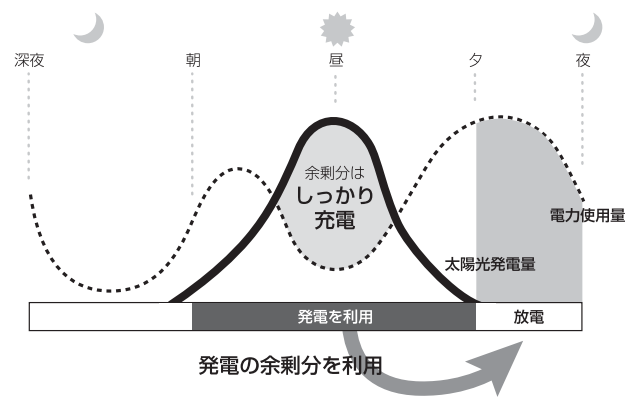 深夜
朝
昼
夕
夜
余剰分は
しっかり
充電
電力使用量
太陽光発電量
発電を利用
放電
発電の余剰分を利用